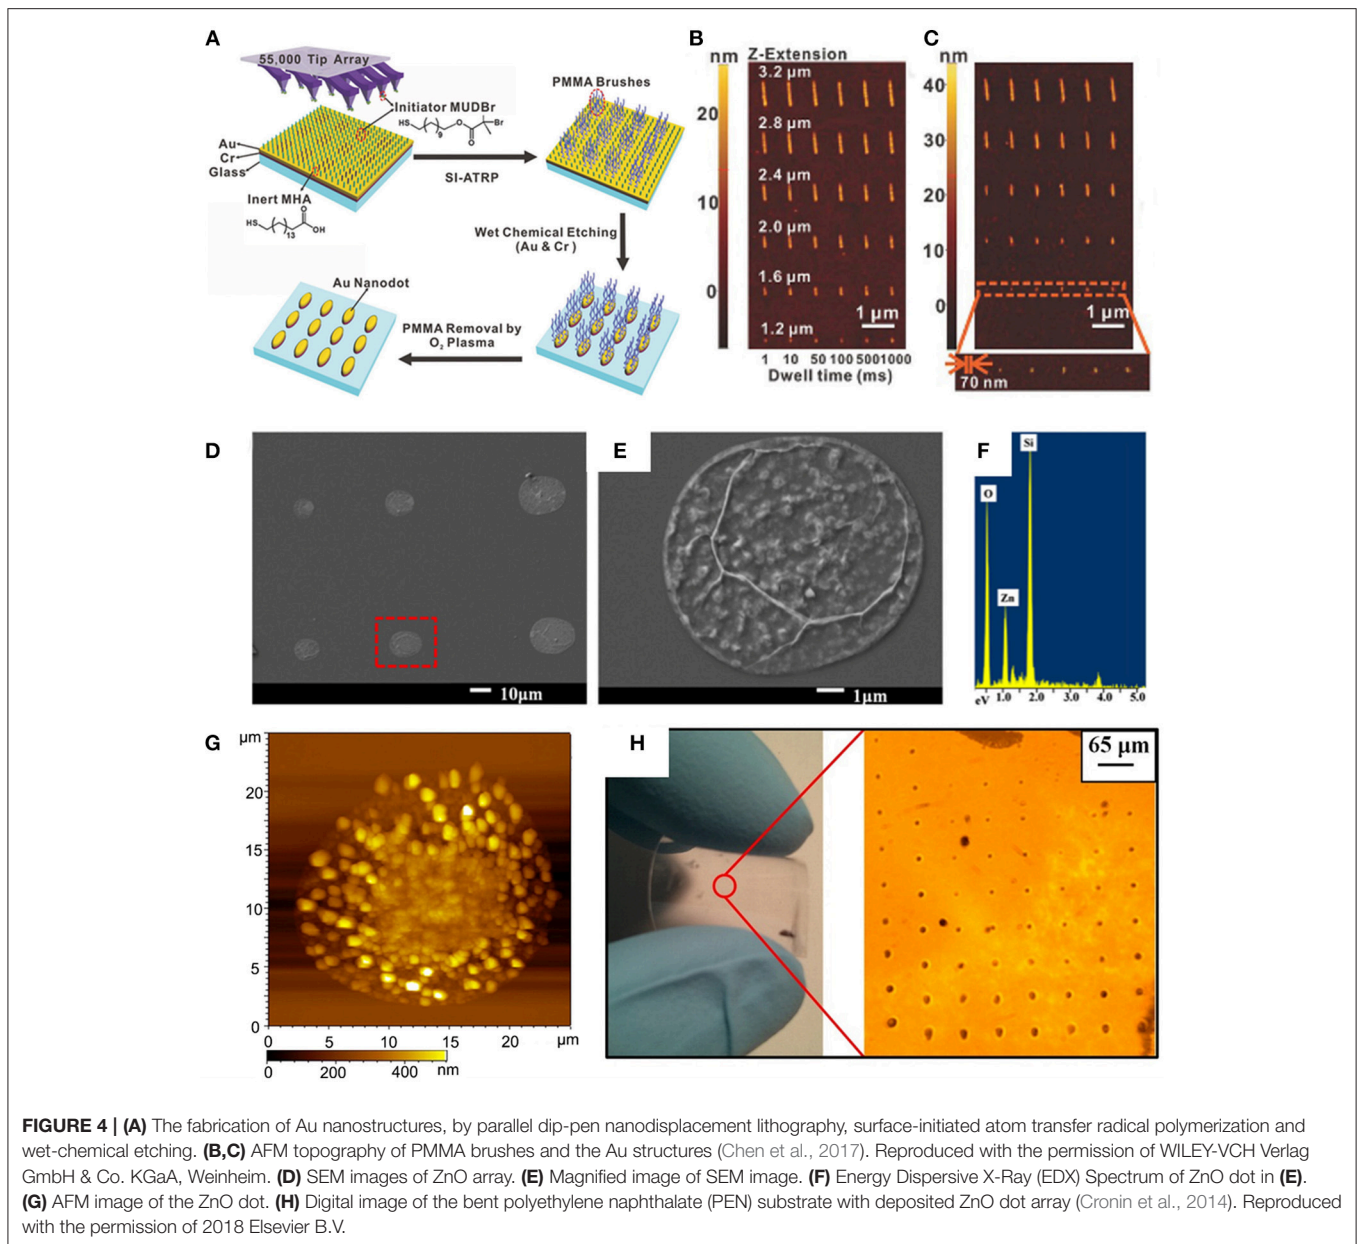 A
55,000 Tip Array
Initiator MUDBr
HS
9
O
O
Br
Au
Cr
Glass
Inert MHA
HS
13
O
OH
SI-ATRP
PMMA Brushes
Wet Chemical Etching
(Au & Cr )
Au Nanodot
PMMA Removal by
O2 Plasma
B
nm
Z-Extension
3.2 µm
2.8 µm
2.4 µm
2.0 µm
1.6 µm
1.2 µm
20
10
0
1 µm
1 10 50 100 500 1000
Dwell time (ms)
C
nm
40
30
20
10
0
1 µm
70 nm
D
10µm
E
1µm
F
Si
O
Zn
eV 1.0 2.0 3.0 4.0 5.0
G
µm
20
15
10
5
0
0 5 10 15 20 µm
0 200 400 nm
H
65 µm
FIGURE 4 | (A) The fabrication of Au nanostructures, by parallel dip-pen nanodisplacement lithography, surface-initiated atom transfer radical polymerization and
wet-chemical etching. (B,C) AFM topography of PMMA brushes and the Au structures (Chen et al., 2017). Reproduced with the permission of WILEY-VCH Verlag
GmbH & Co. KGaA, Weinheim. (D) SEM images of ZnO array. (E) Magnified image of SEM image. (F) Energy Dispersive X-Ray (EDX) Spectrum of ZnO dot in (E).
(G) AFM image of the ZnO dot. (H) Digital image of the bent polyethylene naphthalate (PEN) substrate with deposited ZnO dot array (Cronin et al., 2014). Reproduced
with the permission of 2018 Elsevier B.V.